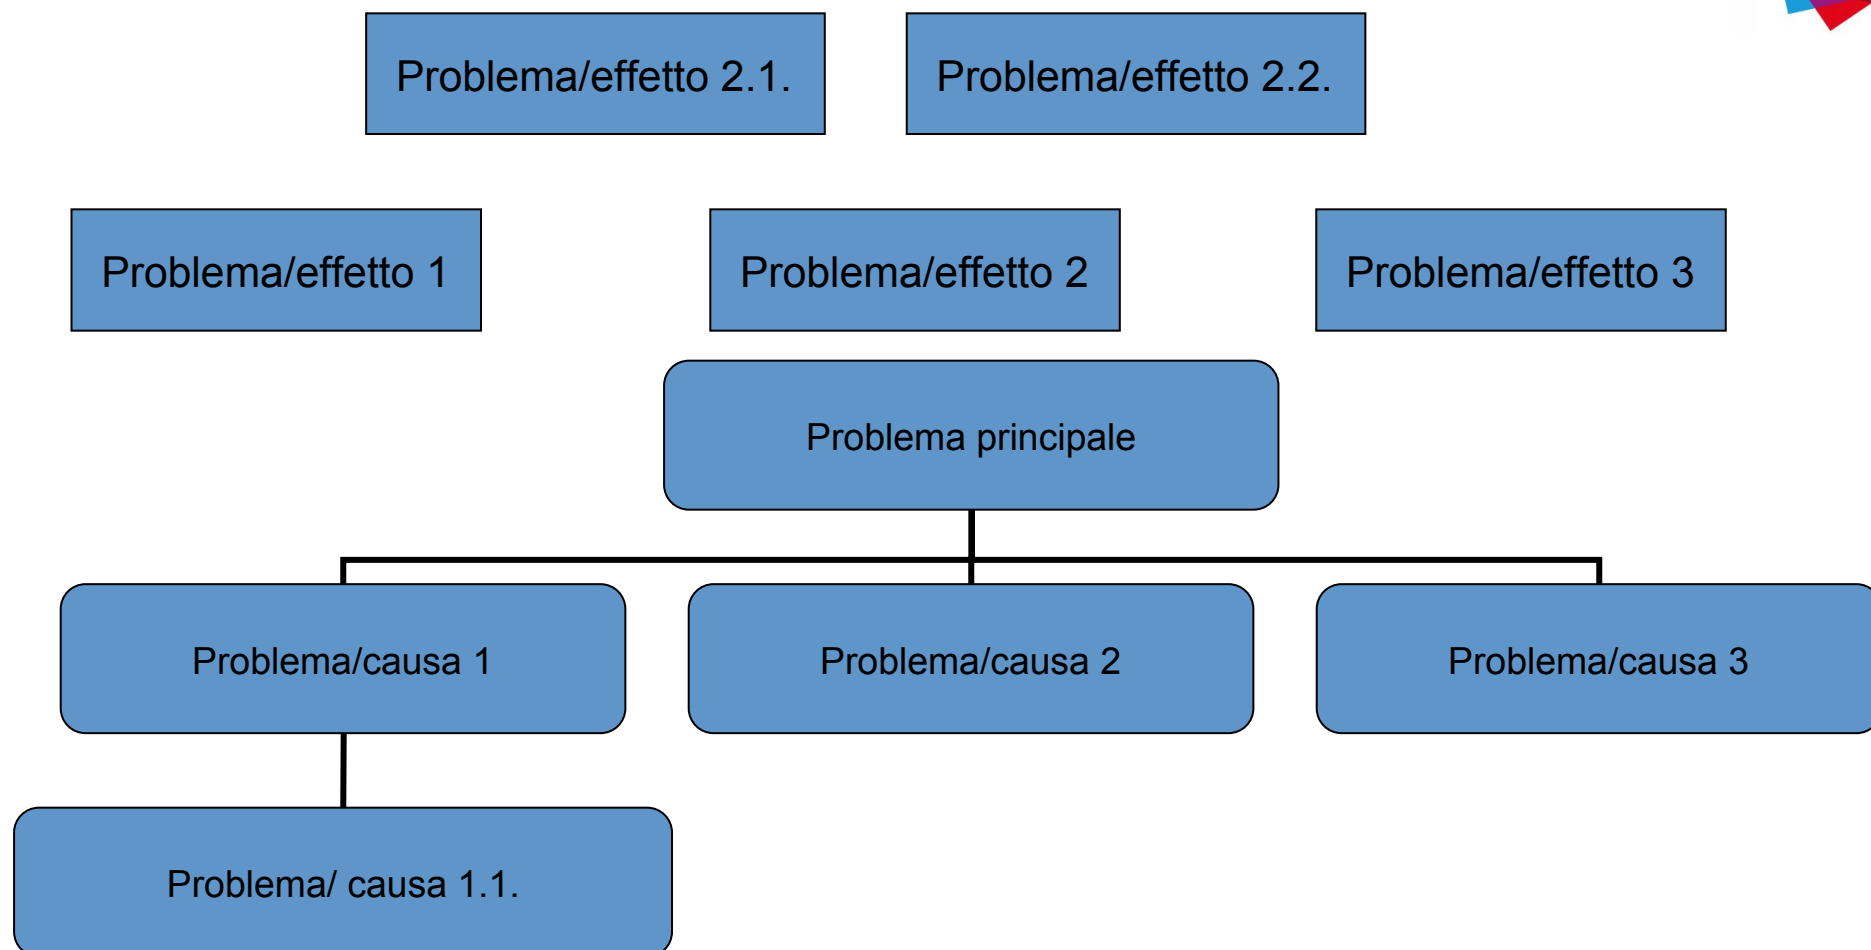 Problema/effetto 2.1.
Problema/effetto 2.2.
Problema/effetto 1
Problema/effetto 2
Problema/effetto 3
Problema principale
Problema/causa 1
Problema/causa 2
Problema/causa 3
Problema/ causa 1.1.